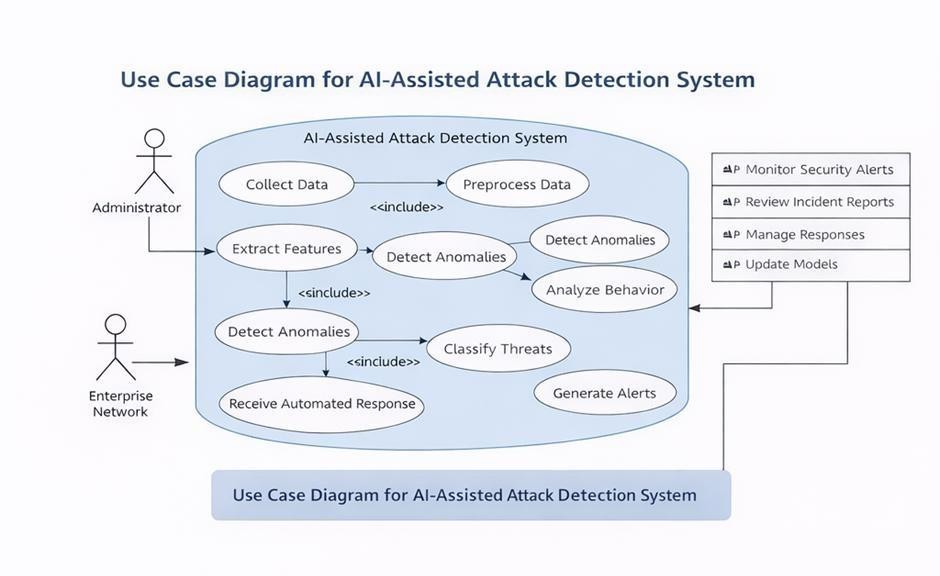 Use Case Diagram for AI-Assisted Attack Detection System
AI-Assisted Attack Detection System
Administrator
Collect Data
Preprocess Data
<<include>>
Extract Features
Detect Anomalies
Detect Anomalies
Analyze Behavior
<<include>>
Detect Anomalies
Classify Threats
<<include>>
Receive Automated Response
Generate Alerts
Enterprise
Network
Monitor Security Alerts
Review Incident Reports
Manage Responses
Update Models
Use Case Diagram for AI-Assisted Attack Detection System